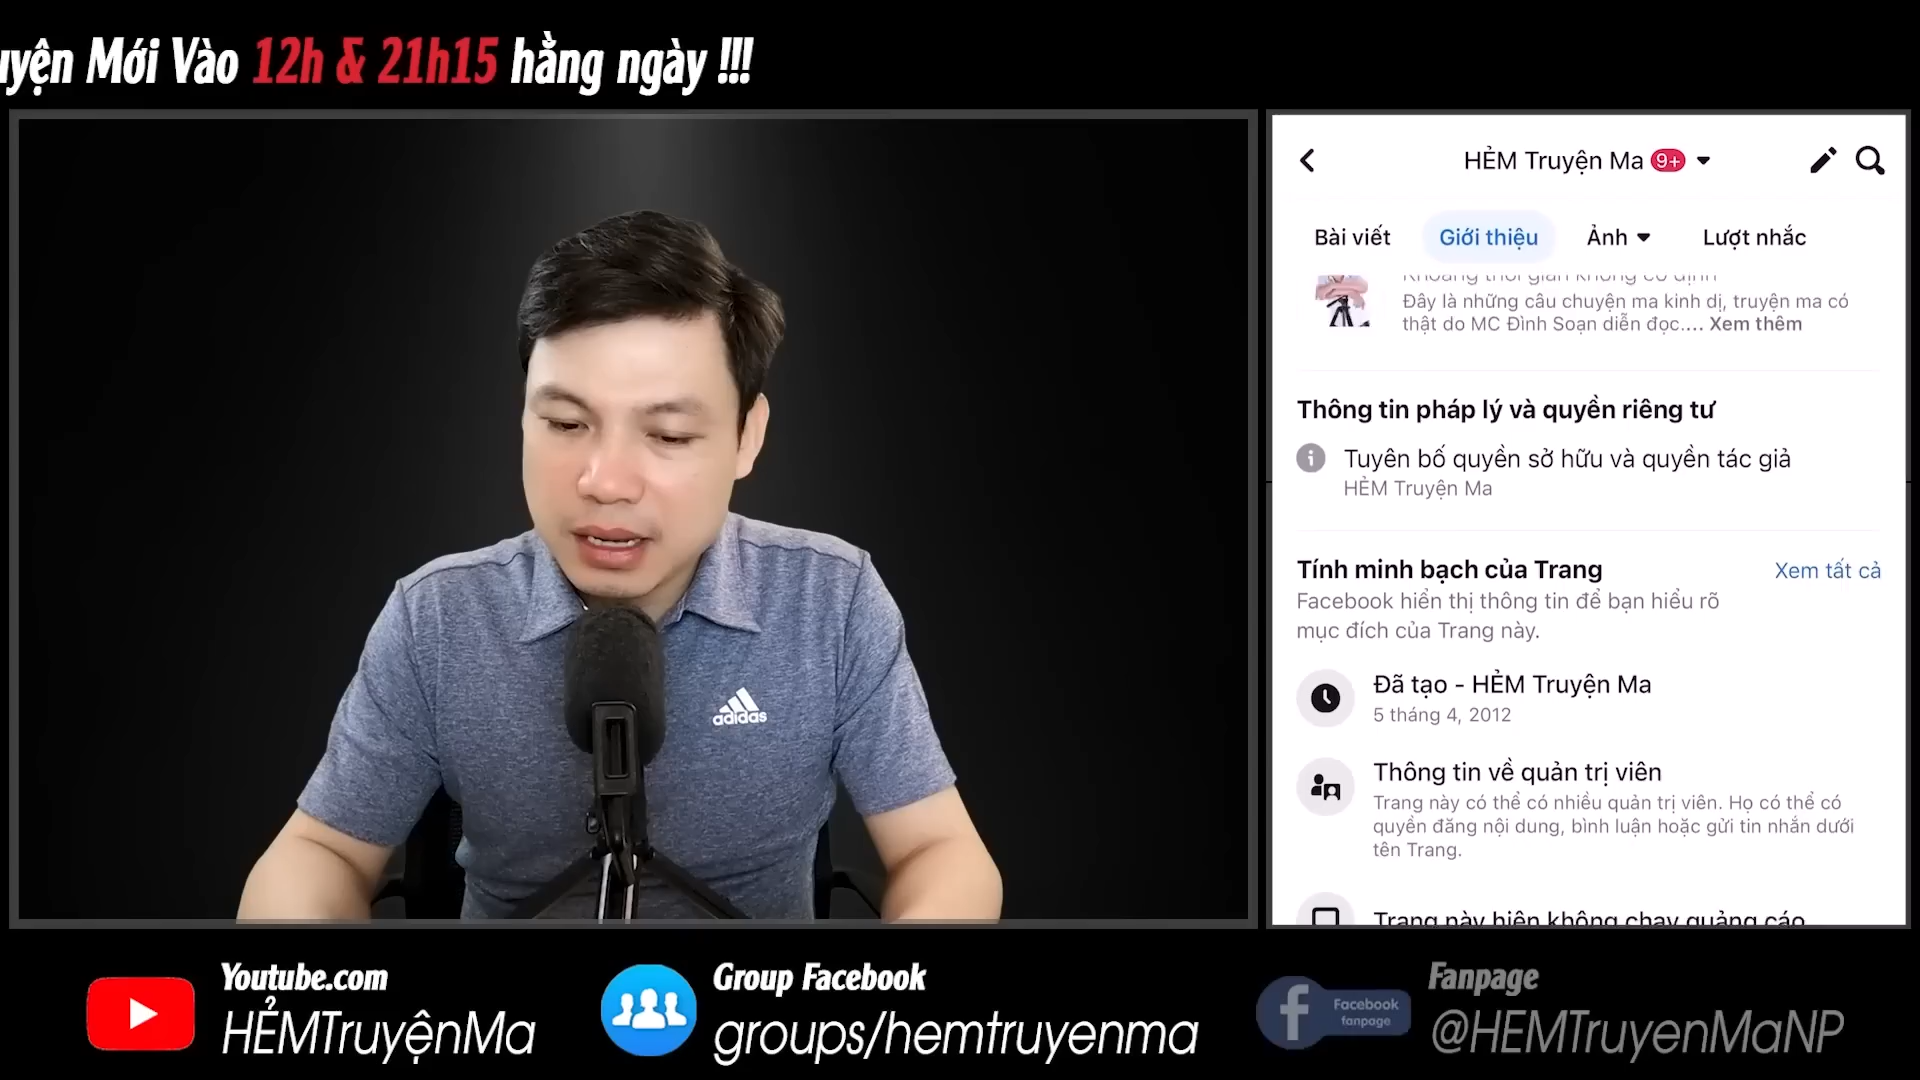 Mới Vào 12h & 21h15 hằng ngày !!!
HẺM Truyện Ma 9+
Bài viết
Giới thiệu
Ảnh
Lượt nhắc
Khoảng thời gian không cố định
Đây là những câu chuyện ma kinh dị, truyện ma có
thật do MC Đình Soạn diễn đọc.... Xem thêm
Thông tin pháp lý và quyền riêng tư
Tuyên bố quyền sở hữu và quyền tác giả
HẺM Truyện Ma
Tính minh bạch của Trang
Xem tất cả
Facebook hiển thị thông tin để bạn hiểu rõ
mục đích của Trang này.
Đã tạo - HẺM Truyện Ma
5 tháng 4, 2012
Thông tin về quản trị viên
Trang này có thể có nhiều quản trị viên. Họ có thể có
quyền đăng nội dung, bình luận hoặc gửi tin nhắn dưới
tên Trang.
Trang này hiện không chạy quảng cáo
adidas
Youtube.com
HẺMTruyệnMa
Group Facebook
groups/hemtruyenma
Facebook
fanpage
Fanpage
@HEMTruyenMaNP